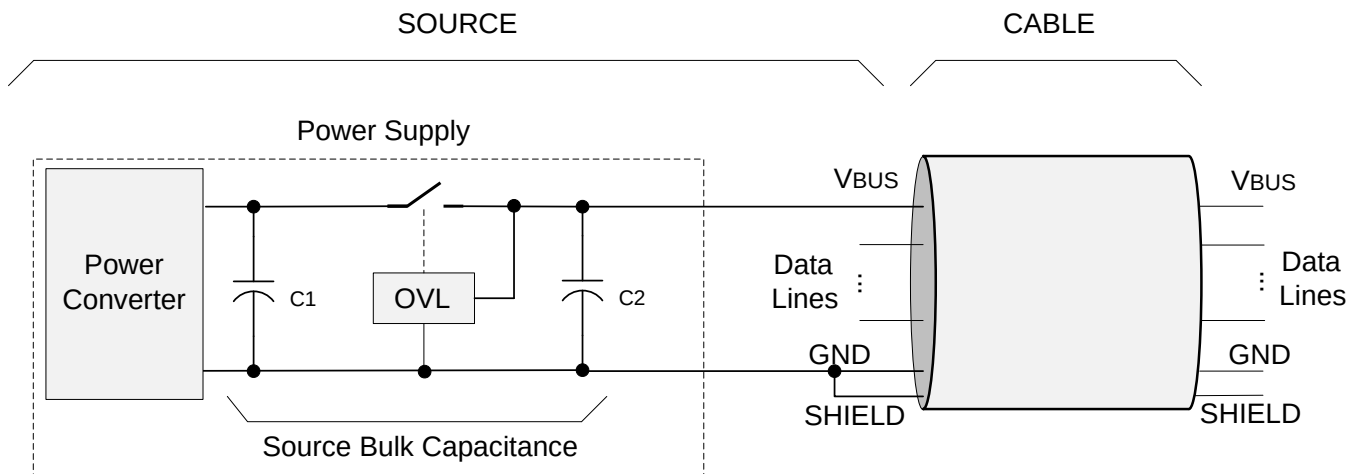 SOURCE
CABLE
Power Supply
VBUS
VBUS
Power
Converter
C1
OVL
C2
Data
Lines
...
Data
Lines
...
GND
GND
SHIELD
SHIELD
Source Bulk Capacitance